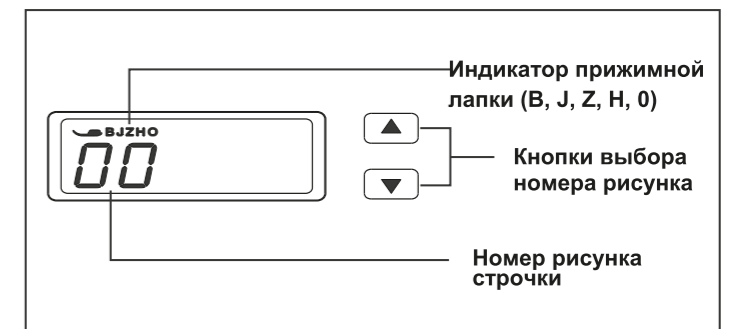 Индикатор прижимной
лапки (B, J, Z, H, 0)
BJZHO
00
Кнопки выбора
номера рисунка
Номер рисунка
строчки